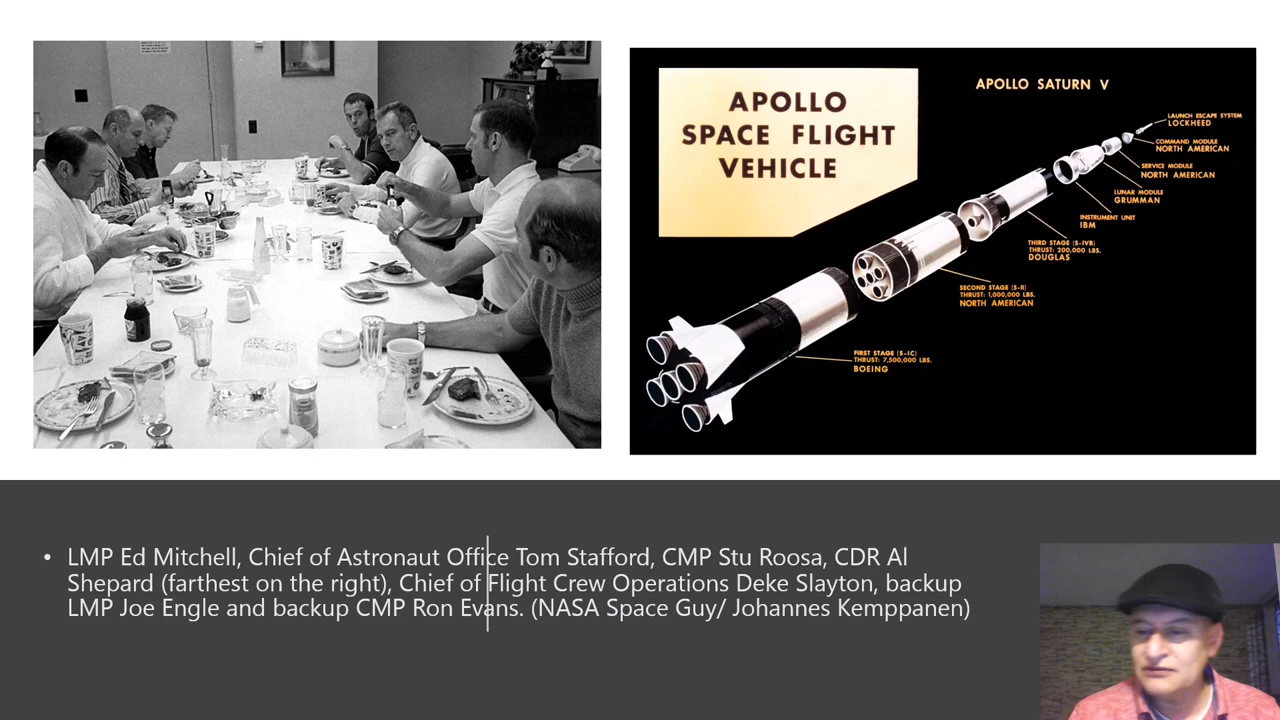 APOLLO
SPACE FLIGHT
VEHICLE
APOLLO SATURN V
LAUNCH ESCAPE SYSTEM
LOCKHEED
COMMAND MODULE
NORTH AMERICAN
SERVICE MODULE
NORTH AMERICAN
LUNAR MODULE
GRUMMAN
INSTRUMENT UNIT
IBM
THIRD STAGE (S-IVB)
THRUST: 200,000 LBS.
DOUGLAS
SECOND STAGE (S-II)
THRUST: 1,000,000 LBS.
NORTH AMERICAN
FIRST STAGE (S-IC)
THRUST: 7,500,000 LBS.
BOEING
• LMP Ed Mitchell, Chief of Astronaut Office Tom Stafford, CMP Stu Roosa, CDR Al
Shepard (farthest on the right), Chief of Flight Crew Operations Deke Slayton, backup
LMP Joe Engle and backup CMP Ron Evans. (NASA Space Guy/ Johannes Kemppanen)